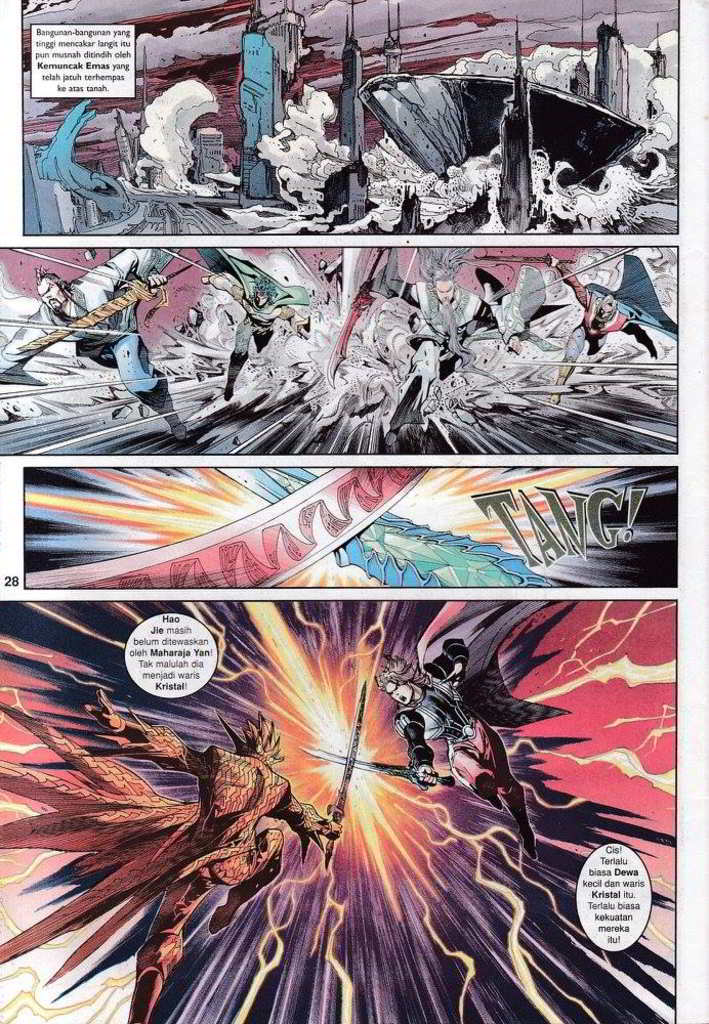 Bangunan-bangunan yang
tinggi mencakar langit itu
pun musnah ditindih oleh
Kemuncak Emas yang
telah jatuh terhempas
ke atas tanah.
TANG!
28
Hao
Jie masih
belum ditewaskan
oleh Maharaja Yan!
Tak malulah dia
menjadi waris
Kristal!
Cis!
Terlalu
biasa Dewa
kecil dan waris
Kristal itu.
Terlalu biasa
kekuatan
mereka
itu!